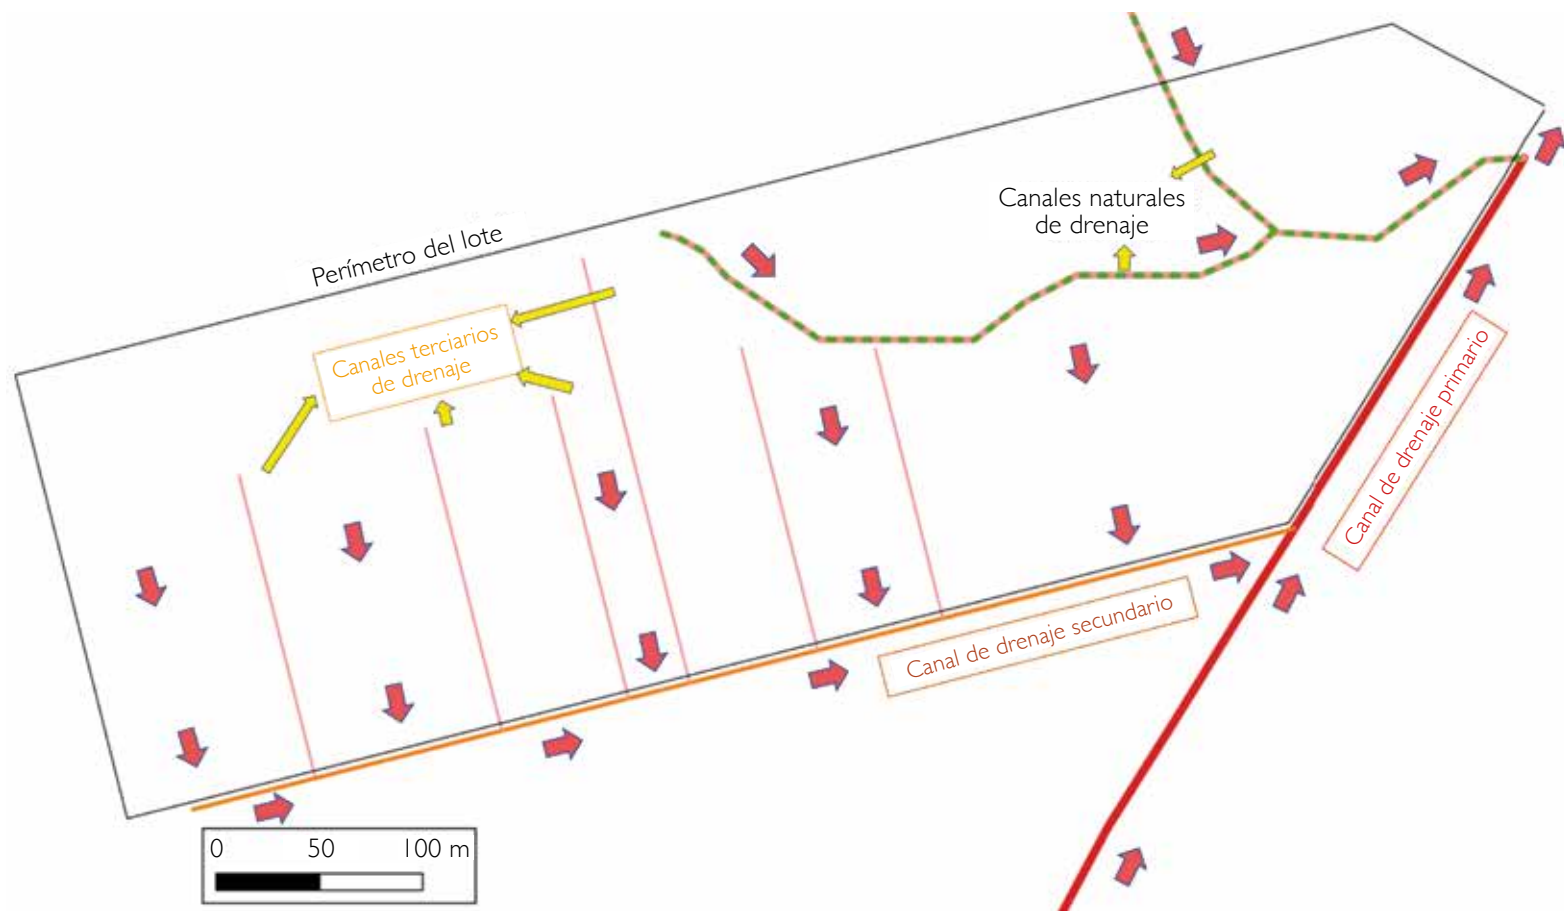 Canales naturales
de drenaje
Perímetro del lote
Canales terciarios
de drenaje
Canal de drenaje primario
Canal de drenaje secundario
0 50 100 m